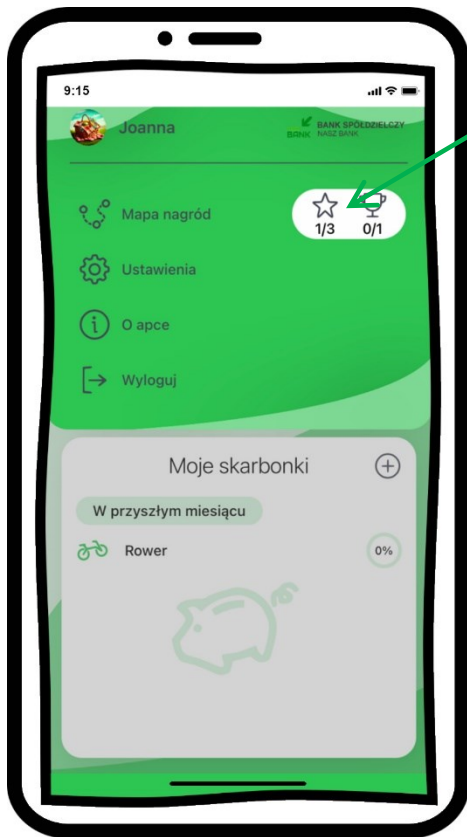 9:15
Joanna
BANK BANK SPÓŁDZIELCZY
NASZ BANK
Mapa nagród
1/3 0/1
Ustawienia
O apce
Wyloguj
Moje skarbonki
W przyszłym miesiącu
Rower 0%